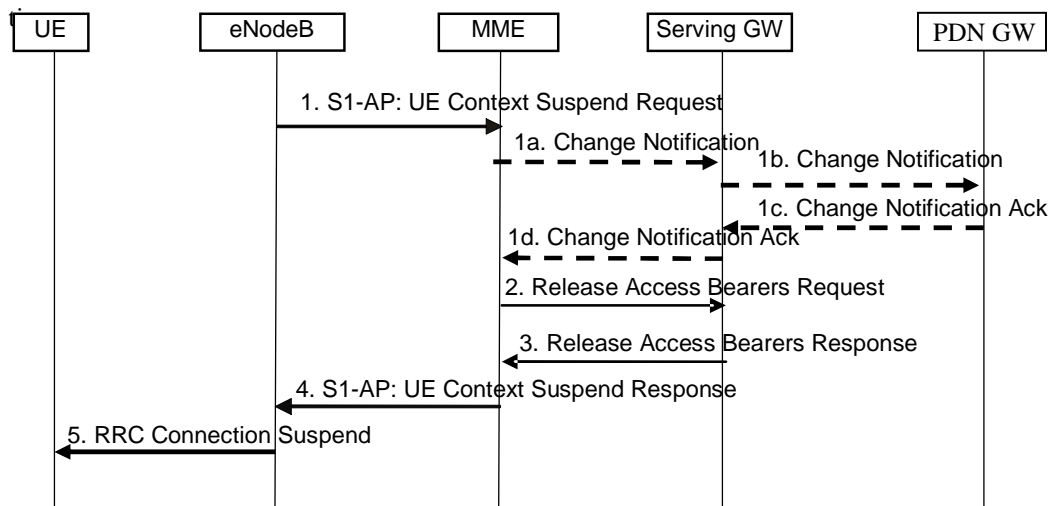 UE
eNodeB
MME
Serving GW
PDN GW
1. S1-AP: UE Context Suspend Request
1a. Change Notification
1b. Change Notification
1c. Change Notification Ack
1d. Change Notification Ack
2. Release Access Bearers Request
3. Release Access Bearers Response
4. S1-AP: UE Context Suspend Response
5. RRC Connection Suspend